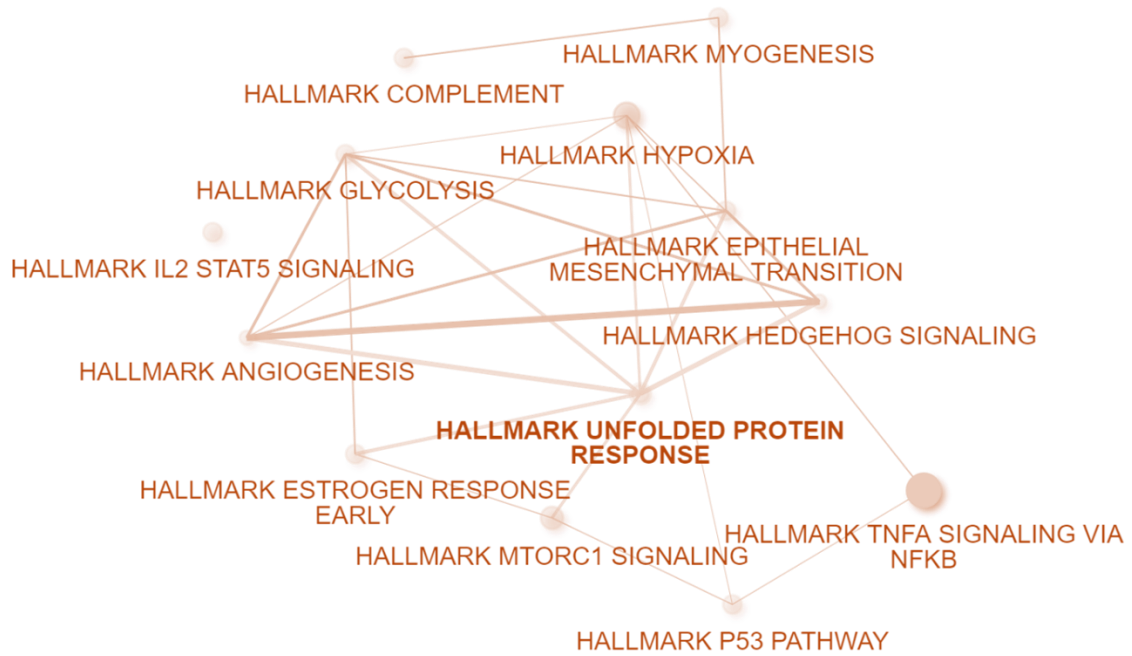 HALLMARK MYOGENESIS
HALLMARK COMPLEMENT
HALLMARK HYPOXIA
HALLMARK GLYCOLYSIS
HALLMARK EPITHELIAL
MESENCHYMAL TRANSITION
HALLMARK IL2 STAT5 SIGNALING
HALLMARK HEDGEHOG SIGNALING
HALLMARK ANGIOGENESIS
HALLMARK UNFOLDED PROTEIN
RESPONSE
HALLMARK ESTROGEN RESPONSE
EARLY
HALLMARK TNFA SIGNALING VIA
NFKB
HALLMARK MTORC1 SIGNALING
HALLMARK P53 PATHWAY